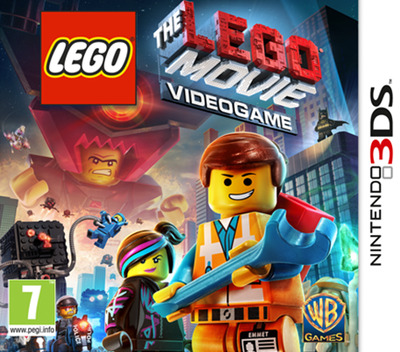 LEGO
THE
LEGO
MOVIE
VIDEOGAME
NINTENDO 3DS
7
www.pegi.info
EMMET
WB
GAMES